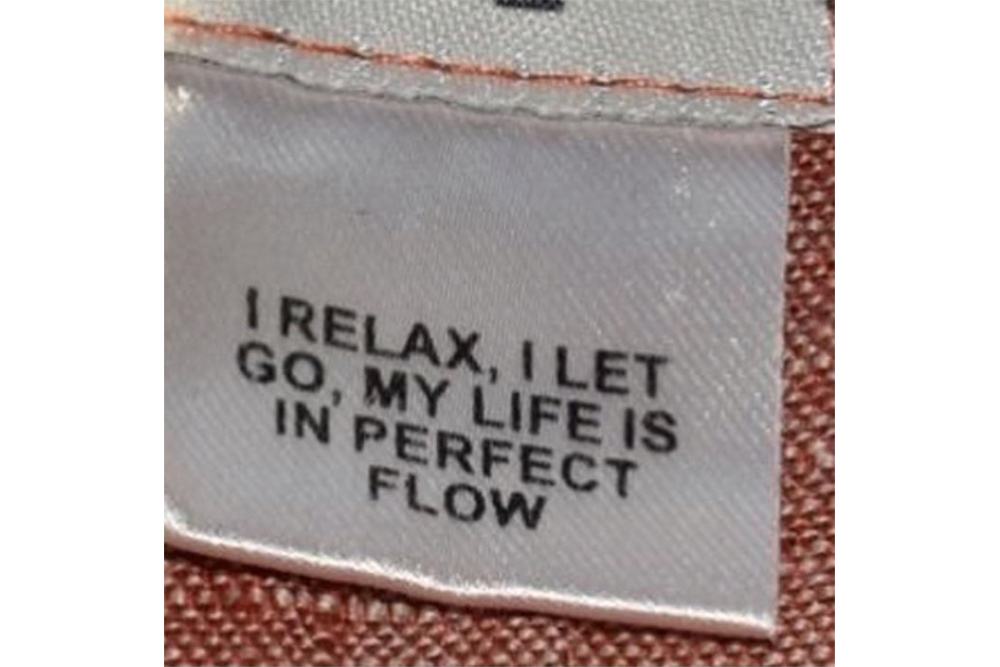 I RELAX, I LET
GO, MY LIFE IS
IN PERFECT
FLOW